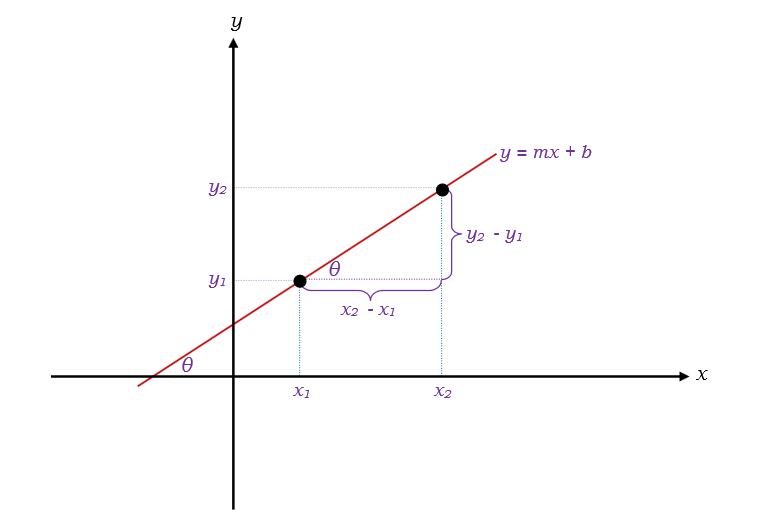 y
y = mx + b
y₂
y₂ - y₁
θ
y₁
x₂ - x₁
θ
x
x₁
x₂